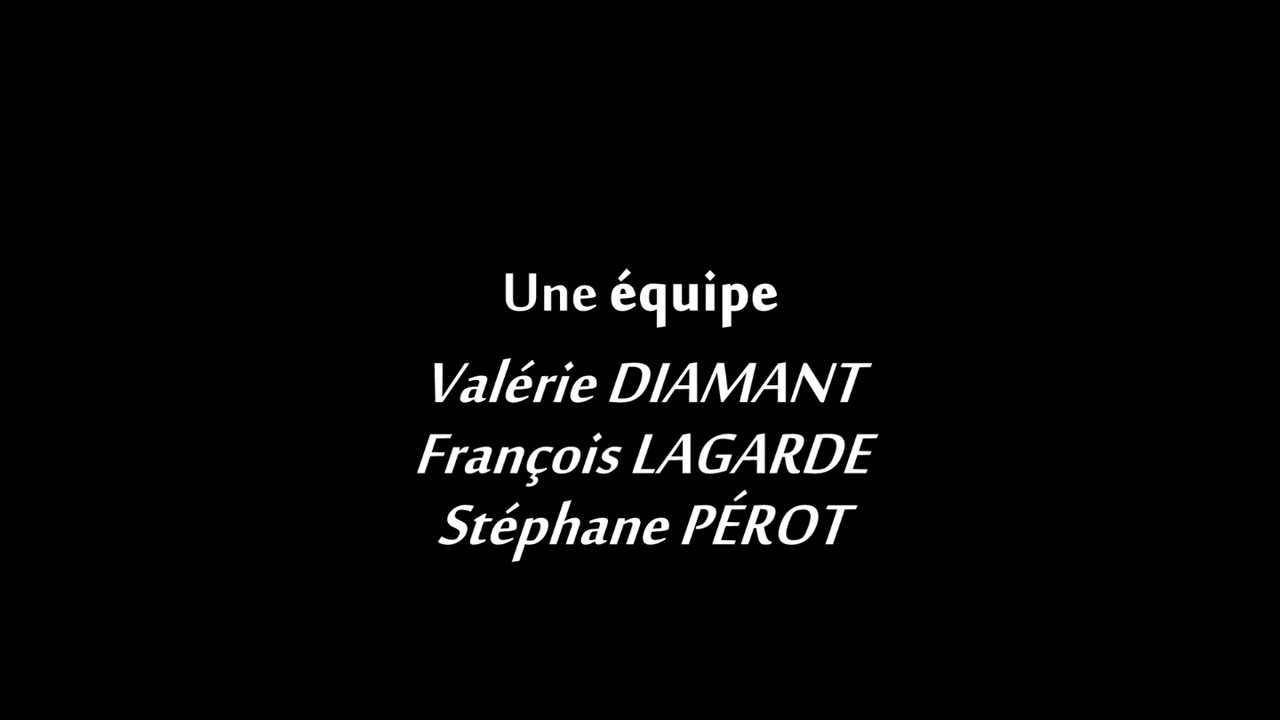 Une équipe
Valérie DIAMANT
François LAGARDE
Stéphane PÉROT